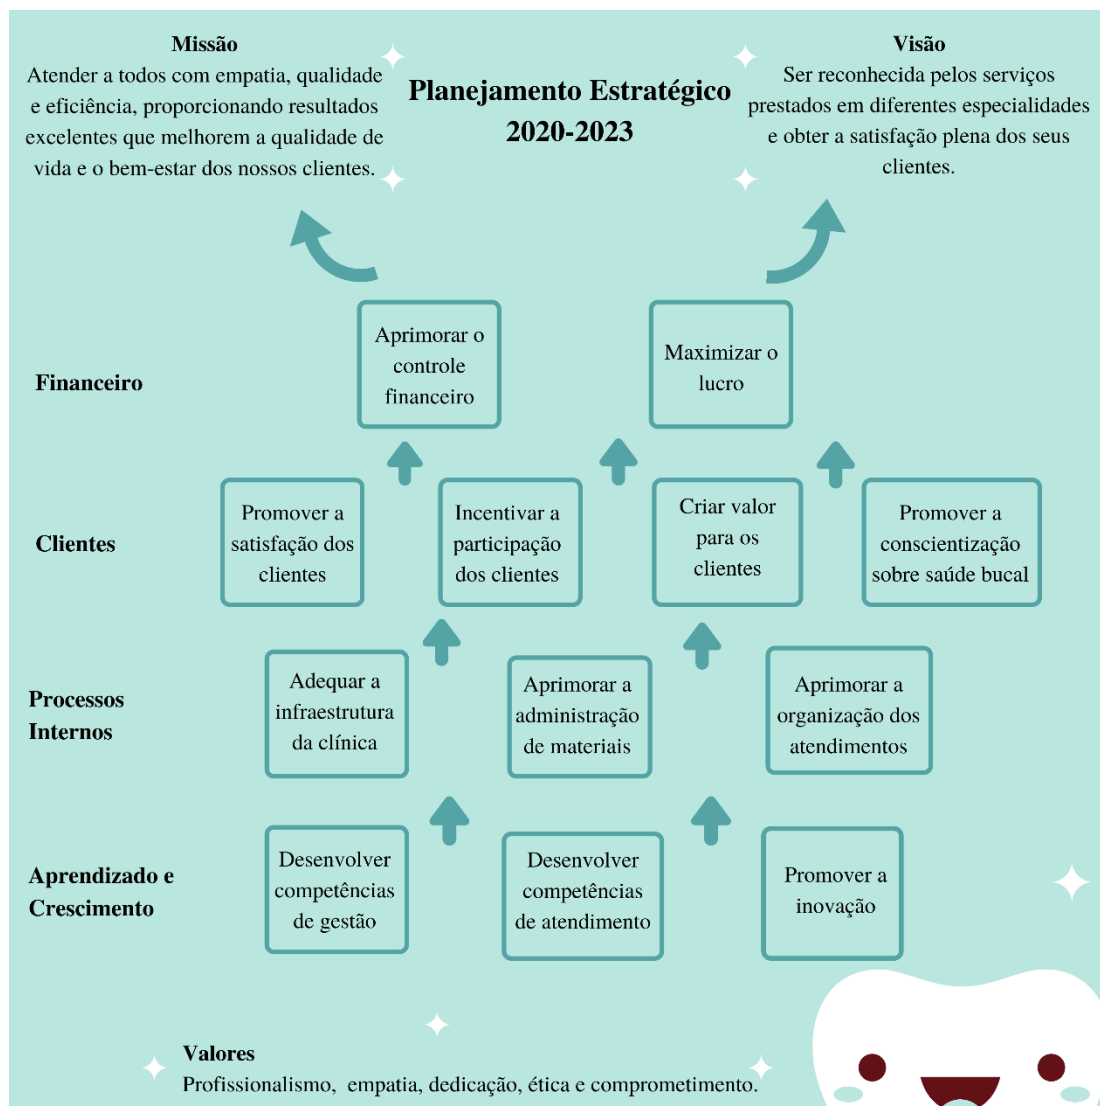 Missão
Atender a todos com empatia, qualidade
e eficiência, proporcionando resultados
excelentes que melhorem a qualidade de
vida e o bem-estar dos nossos clientes.
Planejamento Estratégico
2020-2023
Visão
Ser reconhecida pelos serviços
prestados em diferentes especialidades
e obter a satisfação plena dos seus
clientes.
Financeiro
Aprimorar o
controle
financeiro
Maximizar o
lucro
Clientes
Promover a
satisfação dos
clientes
Incentivar a
participação
dos clientes
Criar valor
para os
clientes
Promover a
conscientização
sobre saúde bucal
Processos
Internos
Adequar a
infraestrutura
da clínica
Aprimorar a
administração
de materiais
Aprimorar a
organização dos
atendimentos
Aprendizado e
Crescimento
Desenvolver
competências
de gestão
Desenvolver
competências
de atendimento
Promover a
inovação
Valores
Profissionalismo, empatia, dedicação, ética e comprometimento.